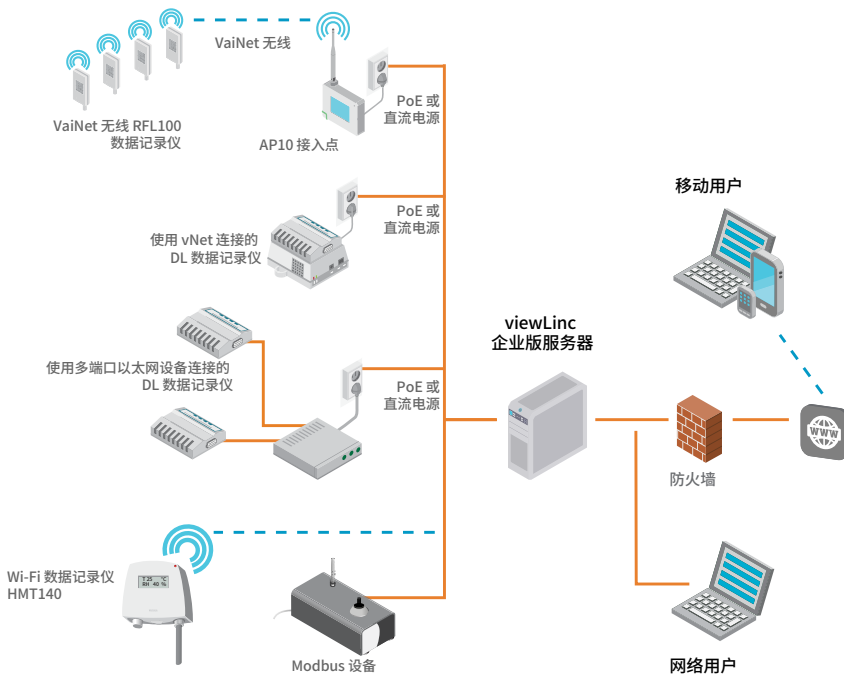 VaiNet 无线
VaiNet 无线 RFL100
数据记录仪
AP10 接入点
PoE 或
直流电源
使用 vNet 连接的
DL 数据记录仪
PoE 或
直流电源
使用多端口以太网设备连接的
DL 数据记录仪
PoE 或
直流电源
viewLinc
企业版服务器
移动用户
防火墙
WWW
Wi-Fi 数据记录仪
HMT140
T 25 °C
RH 40 %
Modbus 设备
网络用户